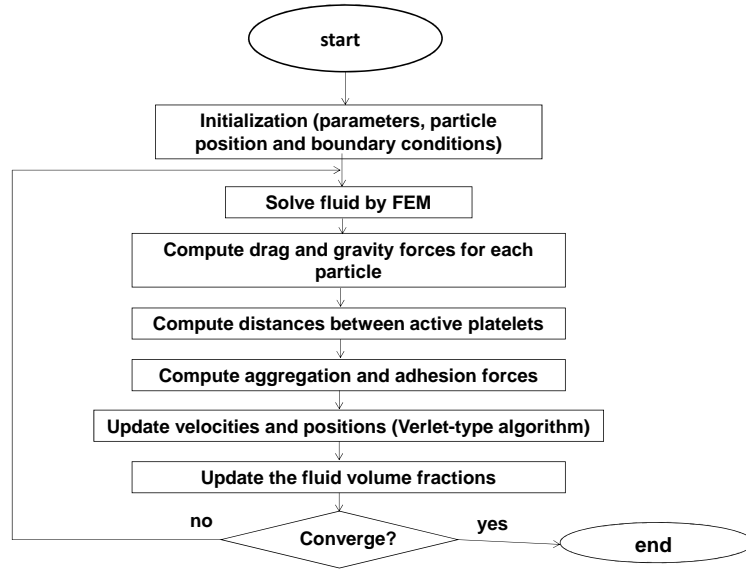 start
Initialization (parameters, particle
position and boundary conditions)
Solve fluid by FEM
Compute drag and gravity forces for each
particle
Compute distances between active platelets
Compute aggregation and adhesion forces
Update velocities and positions (Verlet-type algorithm)
Update the fluid volume fractions
no
Converge?
yes
end